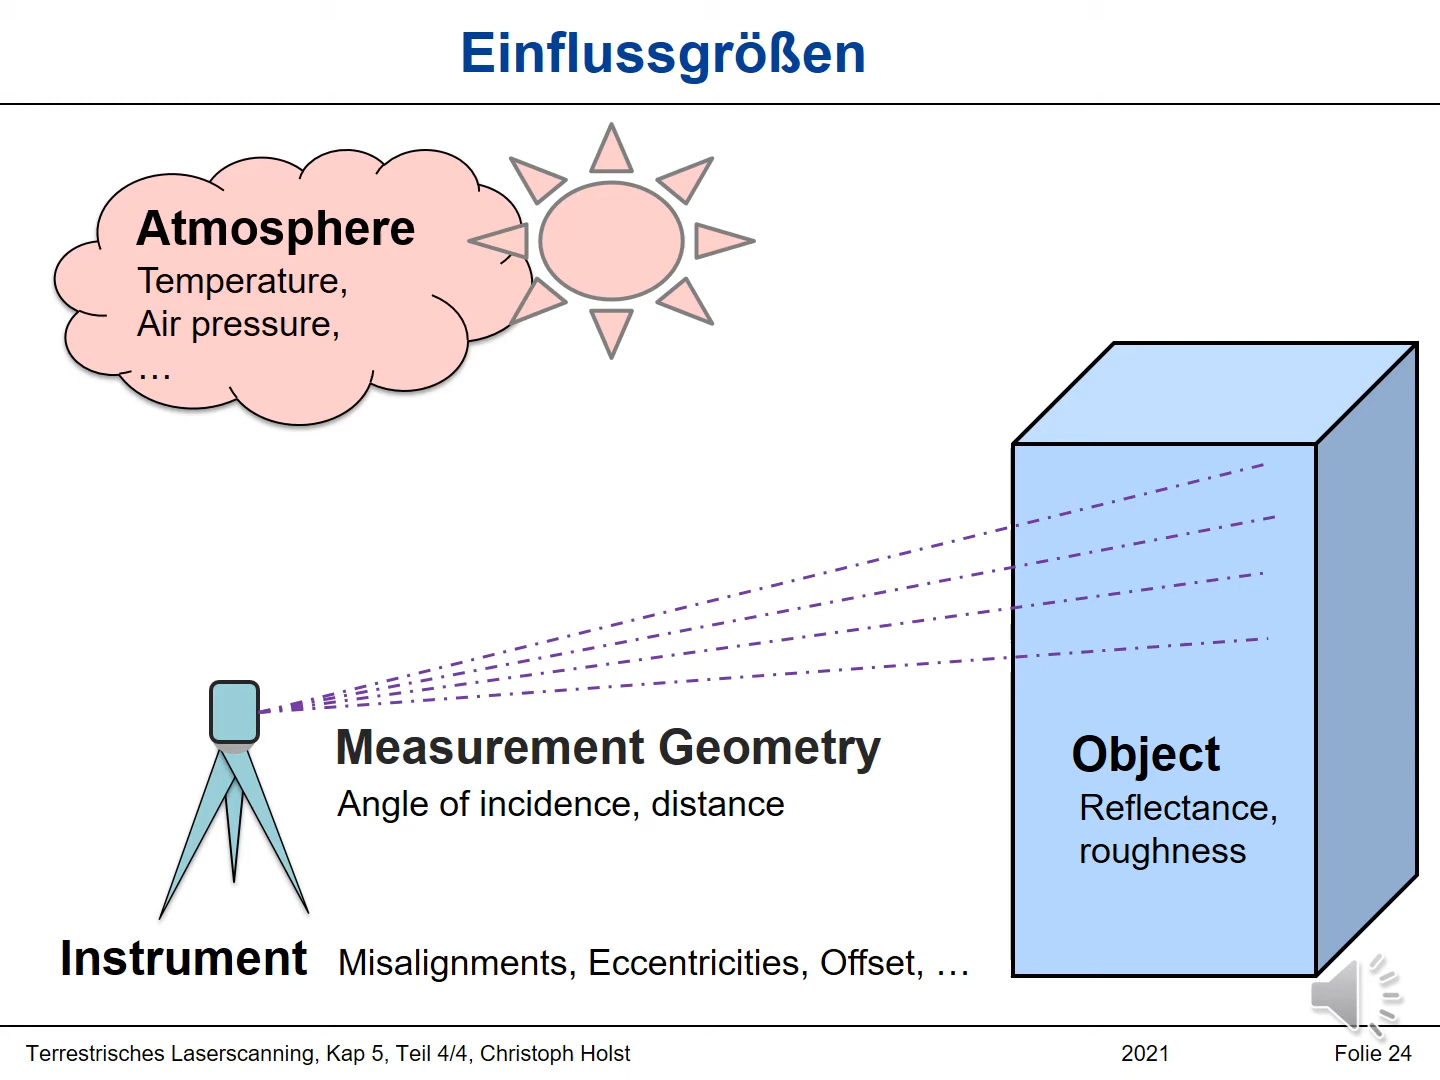 Einflussgrößen
Atmosphere
Temperature,
Air pressure,
…
Measurement Geometry
Angle of incidence, distance
Object
Reflectance,
roughness
Instrument Misalignments, Eccentricities, Offset, …
Terrestrisches Laserscanning, Kap 5, Teil 4/4, Christoph Holst 2021 Folie 24